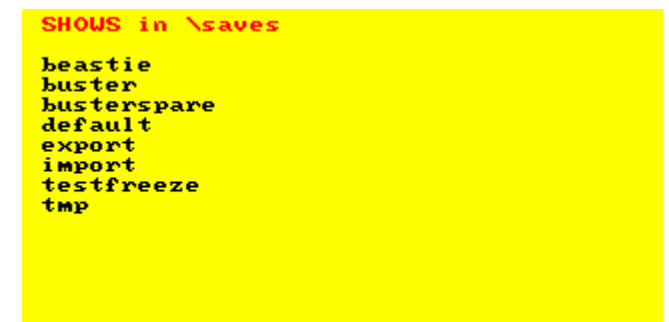 SHOWS in \saves
beastie
buster
busterspare
default
export
import
testfreeze
tmp